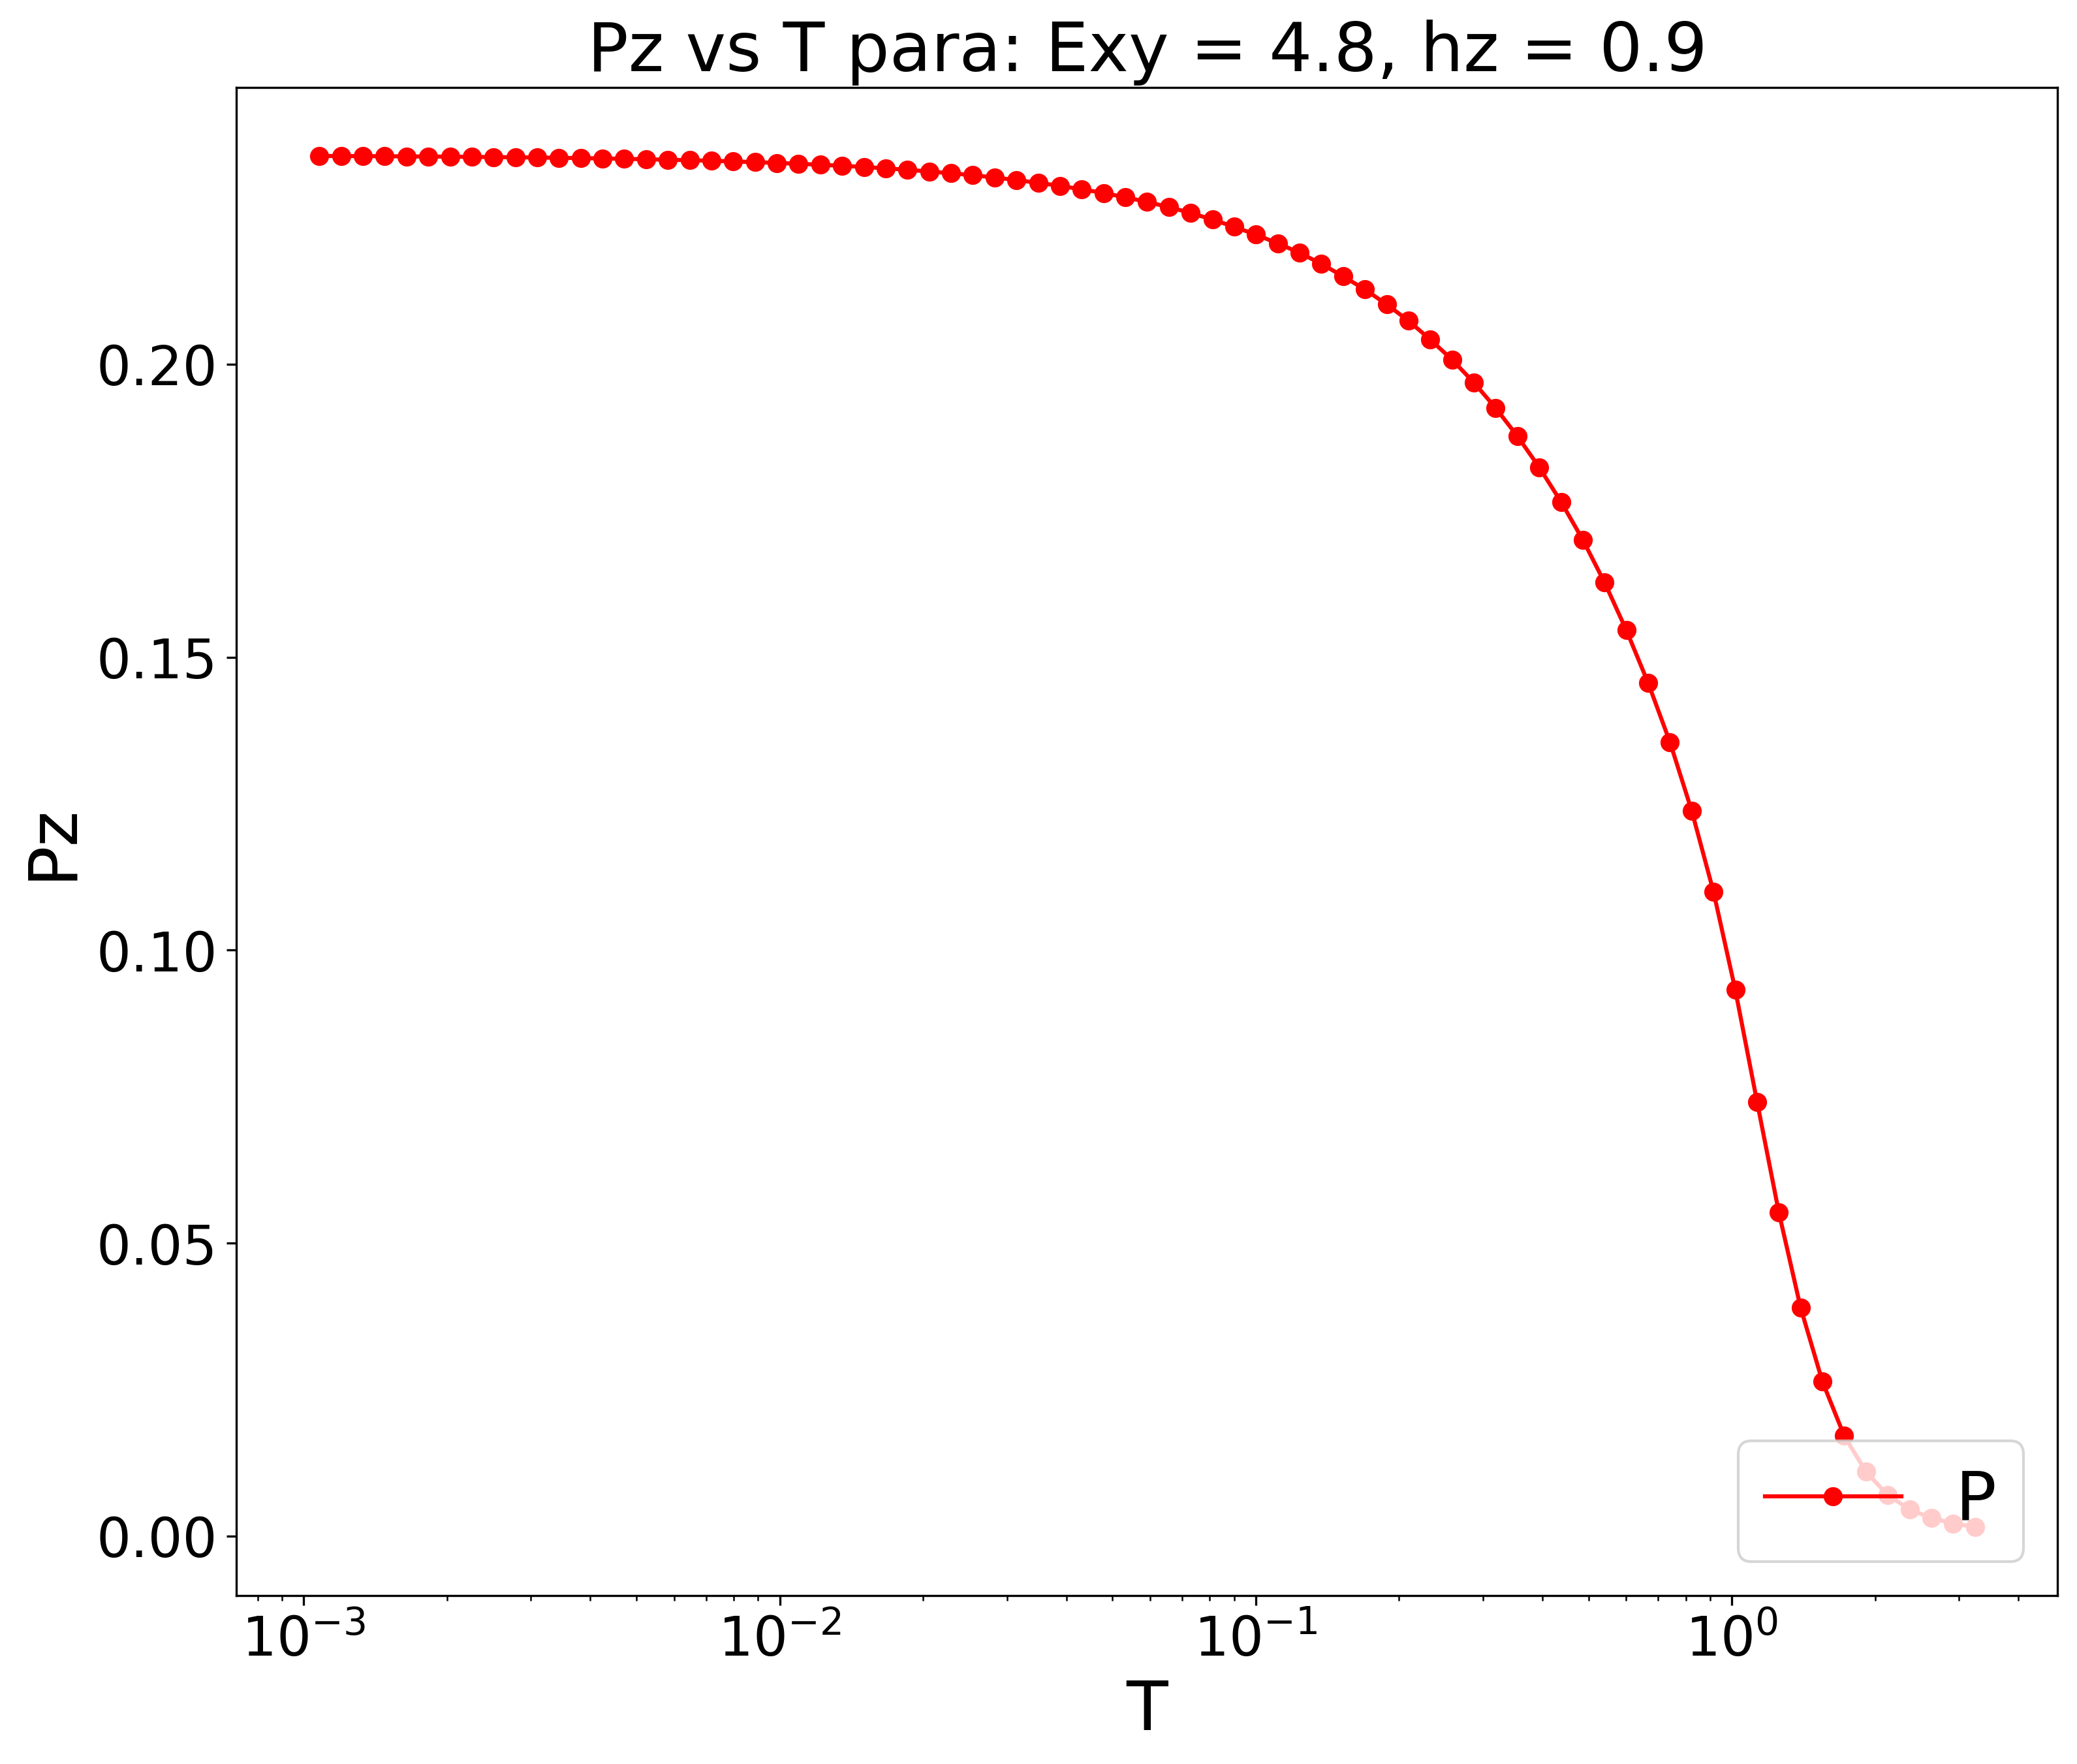 Pz vs T para: Exy = 4.8, hz = 0.9
Pz
0.20
0.15
0.10
0.05
0.00
P
10⁻³ 10⁻² 10⁻¹ 10⁰
T